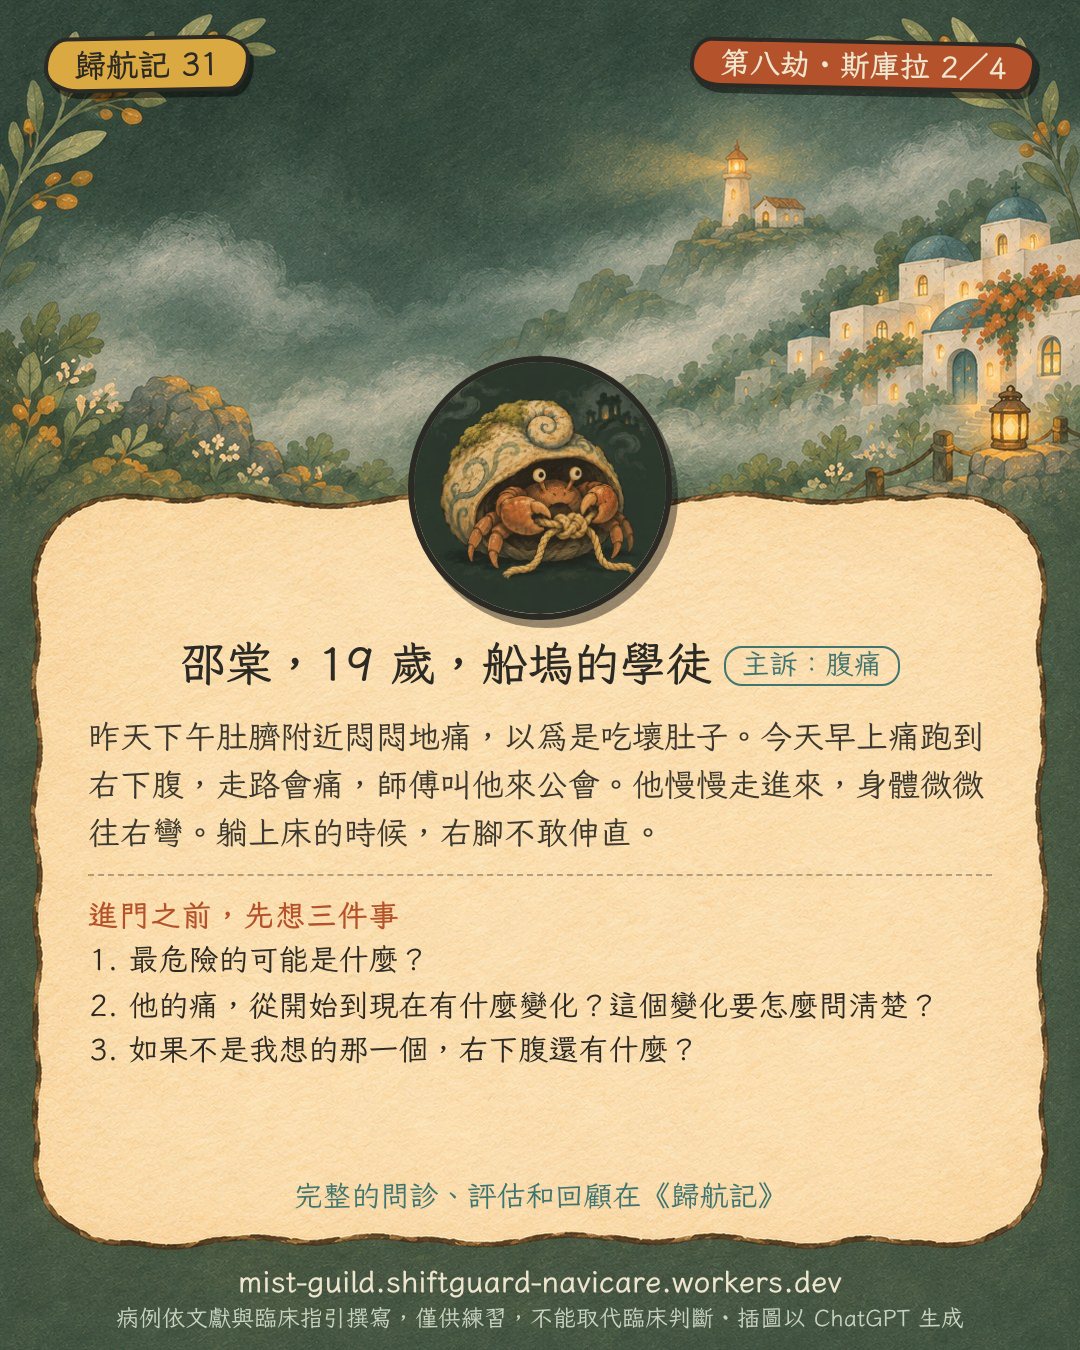 歸航記 31
第八劫・斯庫拉 2／4
邵棠，19 歲，船塢的學徒
主訴：腹痛
昨天下午肚臍附近悶悶地痛，以為是吃壞肚子。今天早上痛跑到
右下腹，走路會痛，師傅叫他來公會。他慢慢走進來，身體微微
往右彎。躺上床的時候，右腳不敢伸直。
進門之前，先想三件事
1. 最危險的可能是什麼？
2. 他的痛，從開始到現在有什麼變化？這個變化要怎麼問清楚？
3. 如果不是我想的那一個，右下腹還有什麼？
完整的問診、評估和回顧在《歸航記》
mist-guild.shiftguard-navicare.workers.dev
病例依文獻與臨床指引撰寫，僅供練習，不能取代臨床判斷・插圖以 ChatGPT 生成